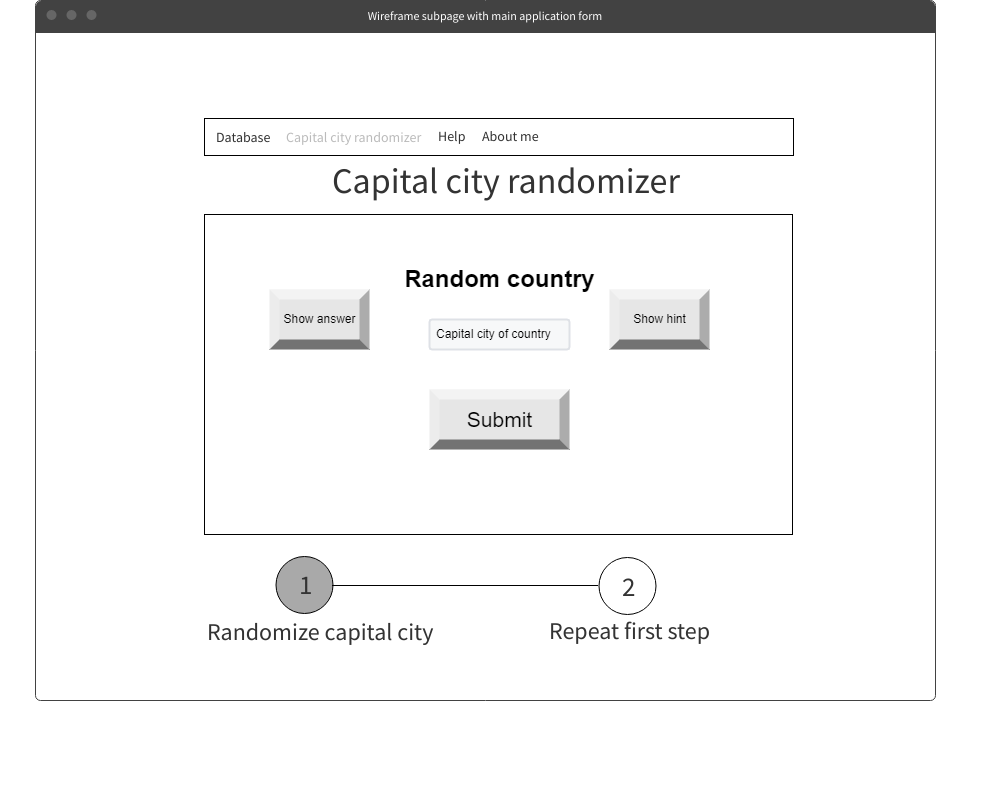 Wireframe subpage with main application form
Database Capital city randomizer Help About me
Capital city randomizer
Random country
Show answer
Capital city of country
Show hint
Submit
1
2
Randomize capital city
Repeat first step